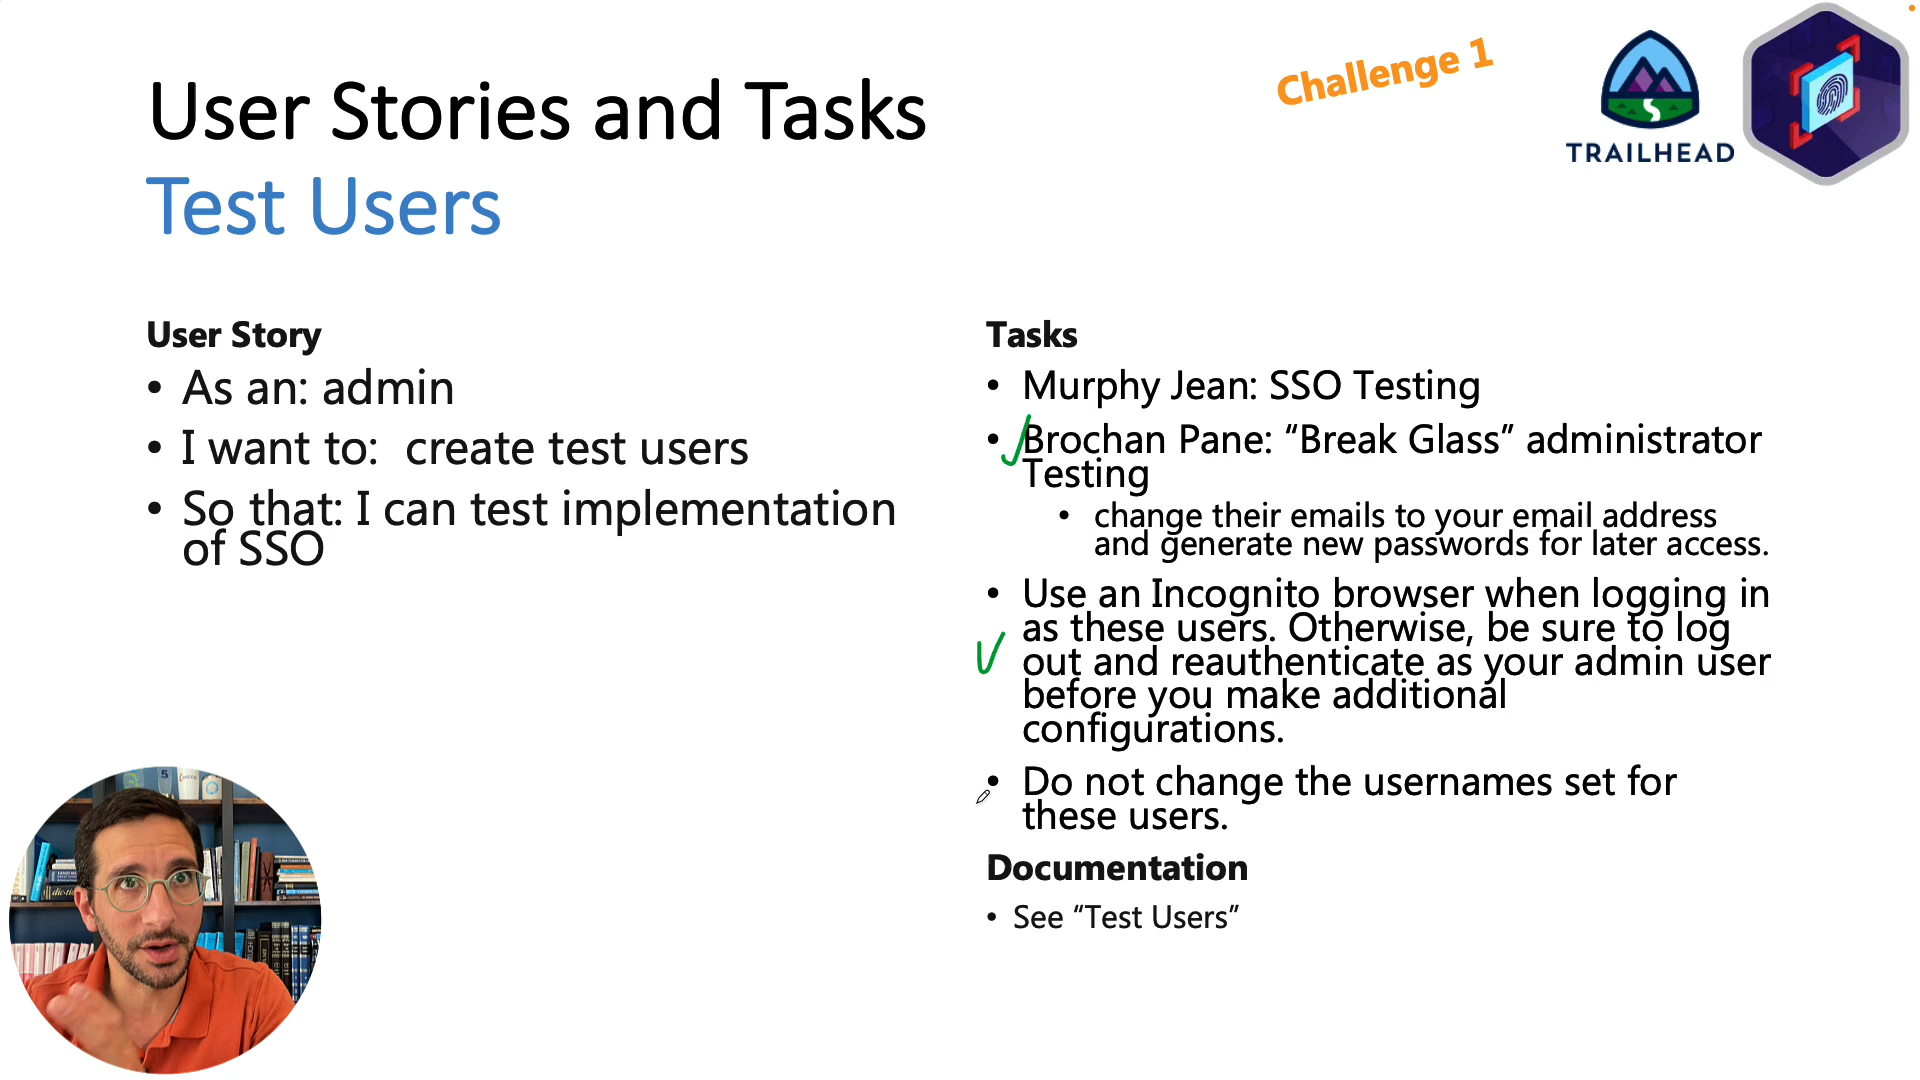 User Stories and Tasks
Test Users
Challenge 1
TRAILHEAD
User Story
• As an: admin
• I want to:  create test users
• So that: I can test implementation
of SSO
Tasks
• Murphy Jean: SSO Testing
• Brochan Pane: “Break Glass” administrator
Testing
• change their emails to your email address
and generate new passwords for later access.
• Use an Incognito browser when logging in
as these users. Otherwise, be sure to log
out and reauthenticate as your admin user
before you make additional
configurations.
• Do not change the usernames set for
these users.
Documentation
• See “Test Users”